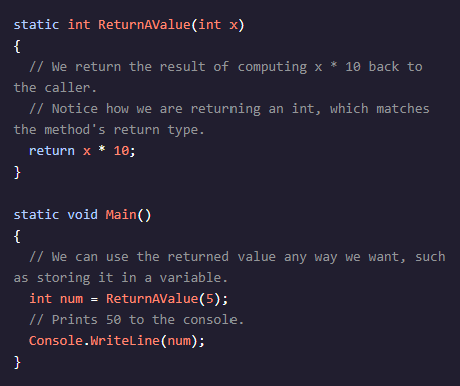 static int ReturnAValue(int x)
{
  // We return the result of computing x * 10 back to
the caller.
  // Notice how we are returning an int, which matches
the method's return type.
  return x * 10;
}

static void Main()
{
  // We can use the returned value any way we want, such
as storing it in a variable.
  int num = ReturnAValue(5);
  // Prints 50 to the console.
  Console.WriteLine(num);
}